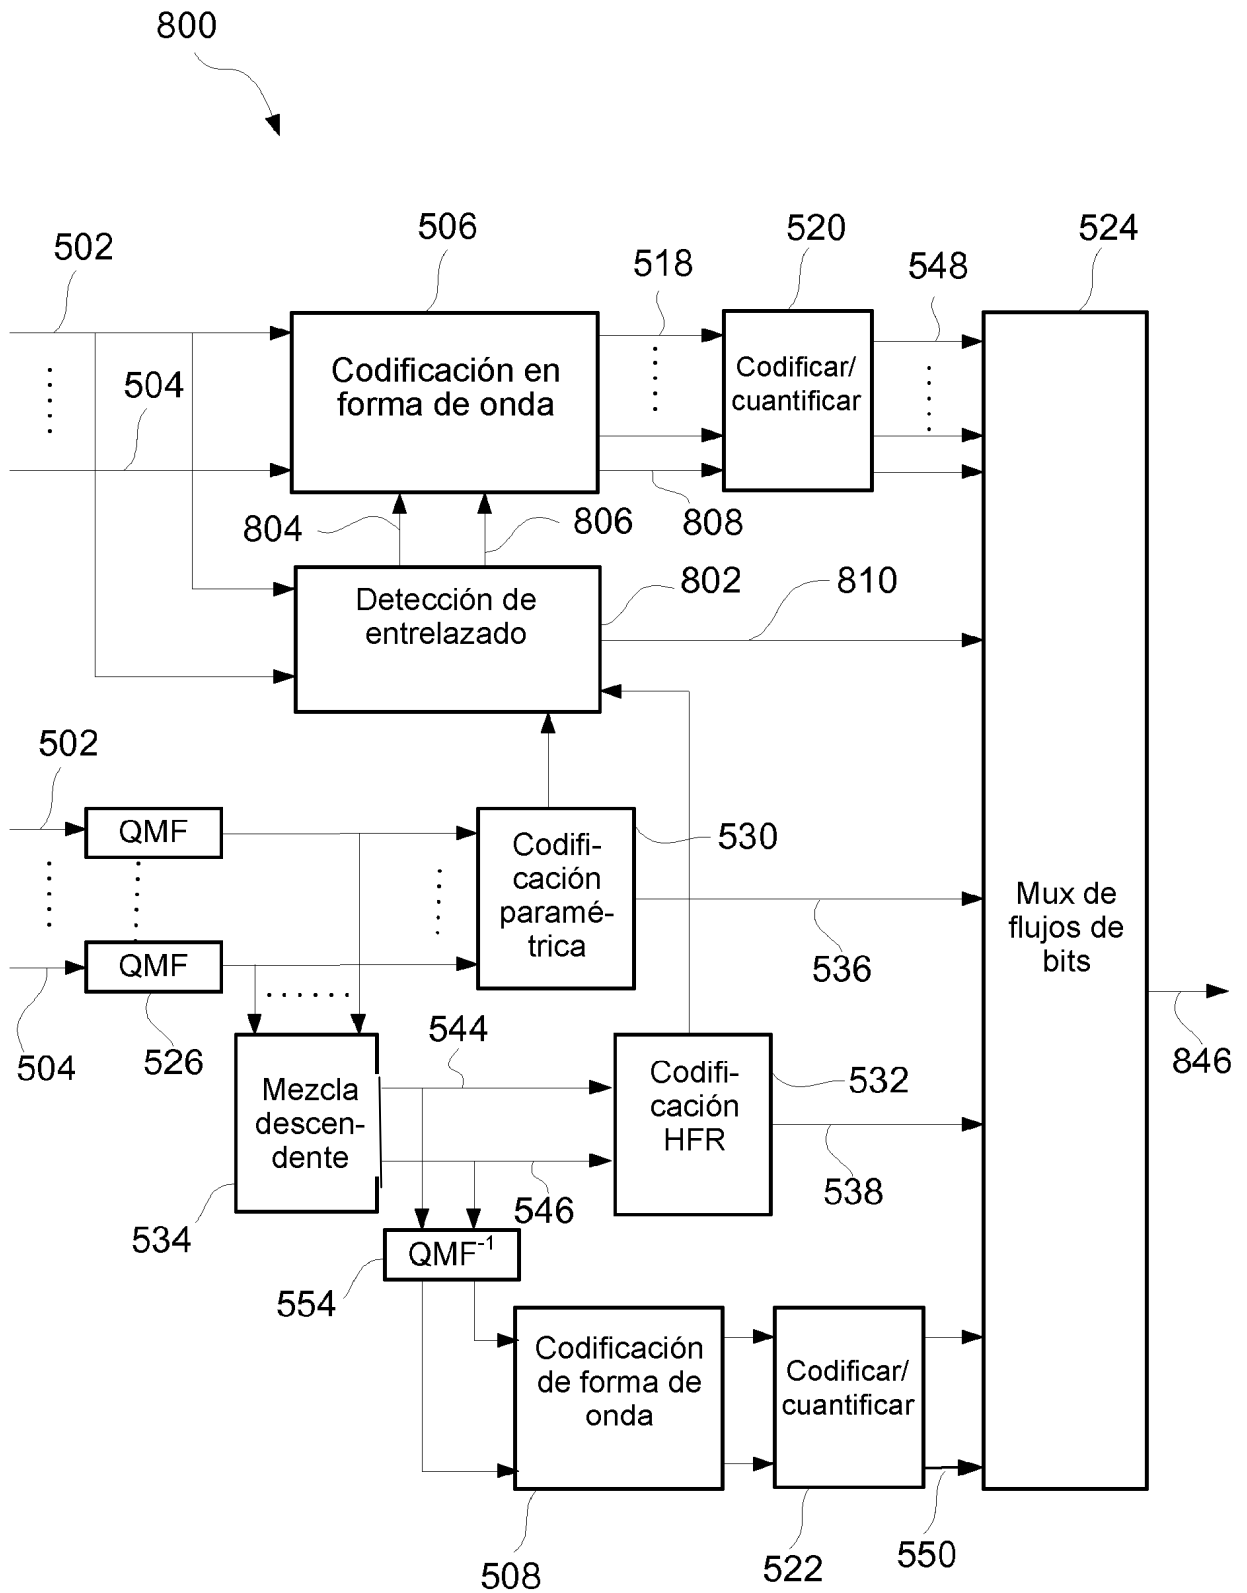 800
506
520
524
502
518
548
Codificación en
forma de onda
Codificar/
cuantificar
504
804
806
808
802
810
Detección de
entrelazado
502
QMF
530
Codifi-
cación
paramé-
trica
Mux de
flujos de
bits
QMF
536
504
526
544
846
Mezcla
descen-
dente
Codifi-
cación
HFR
532
546
538
534
QMF-1
554
Codificación
de forma de
onda
Codificar/
cuantificar
508
522
550